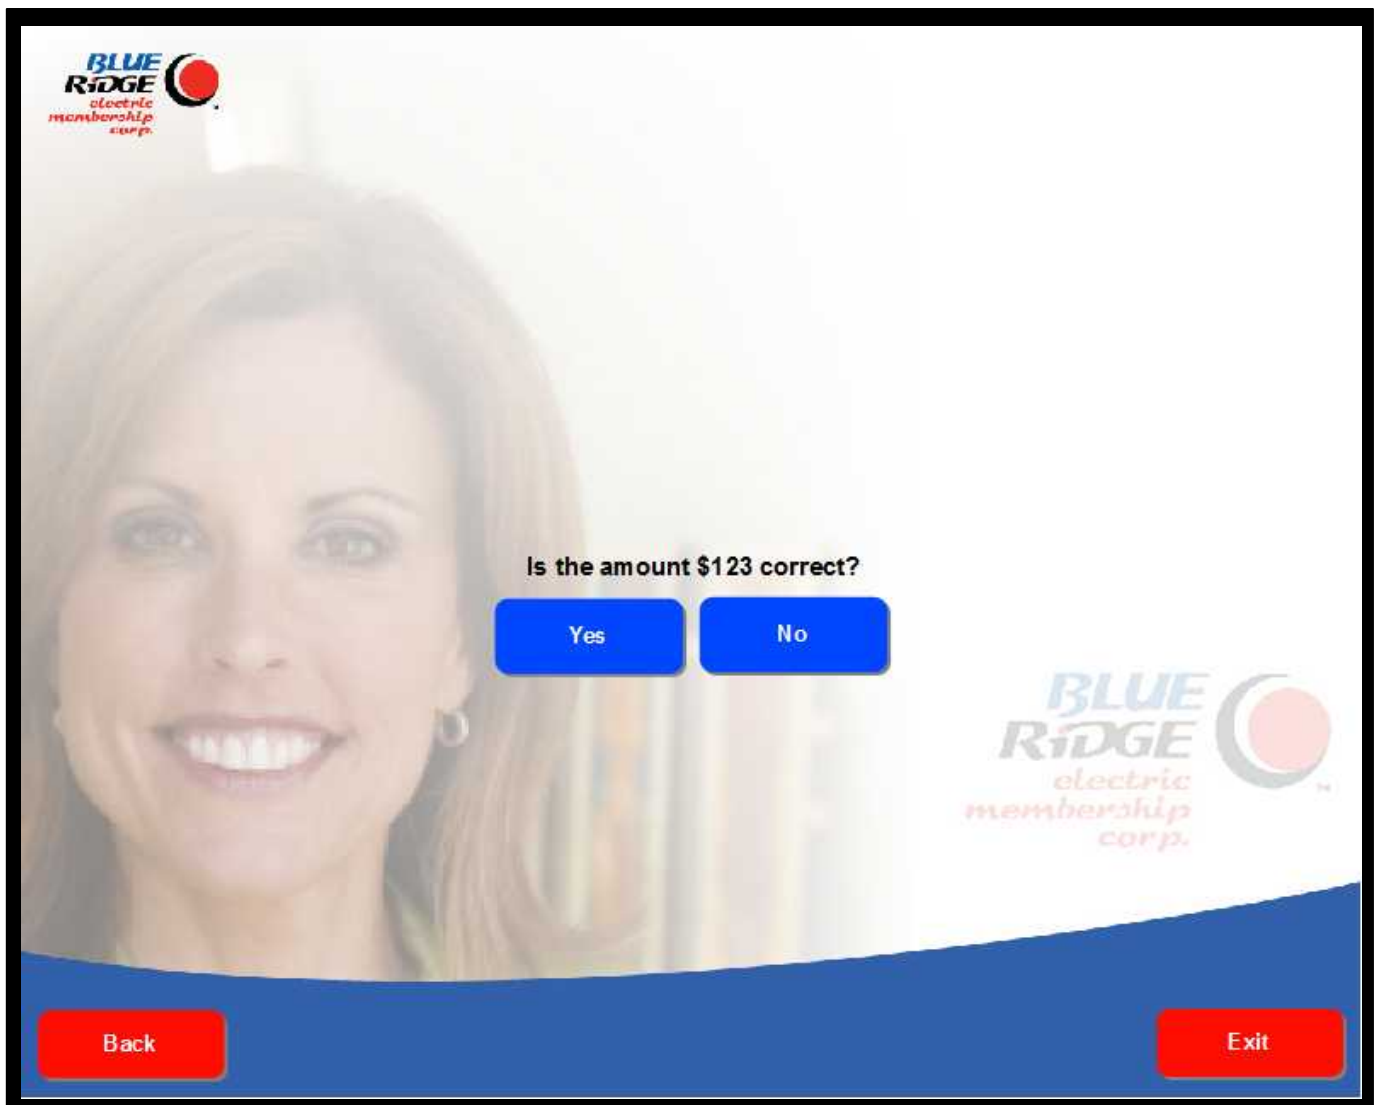 BLUE
RiDGE
electric
membership
corp.
Is the amount $123 correct?
Yes
No
BLUE
RiDGE
electric
membership
corp.
TM
Back
Exit